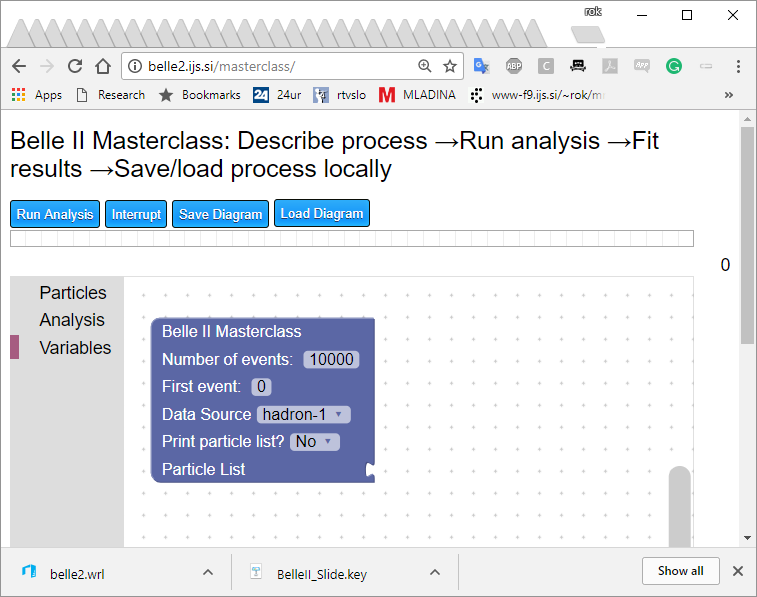 rok
belle2.ijs.si/masterclass/
ABP
C
APP
G
Apps Research Bookmarks 24 24ur rtvslo M MLADINA www-f9.ijs.si/~rok/m
»
Belle II Masterclass: Describe process →Run analysis →Fit
results →Save/load process locally
Run Analysis Interrupt Save Diagram Load Diagram
0
Particles
Analysis
Variables
Belle II Masterclass
Number of events: 10000
First event: 0
Data Source hadron-1 ▾
Print particle list? No ▾
Particle List
belle2.wrl BelleII_Slide.key Show all